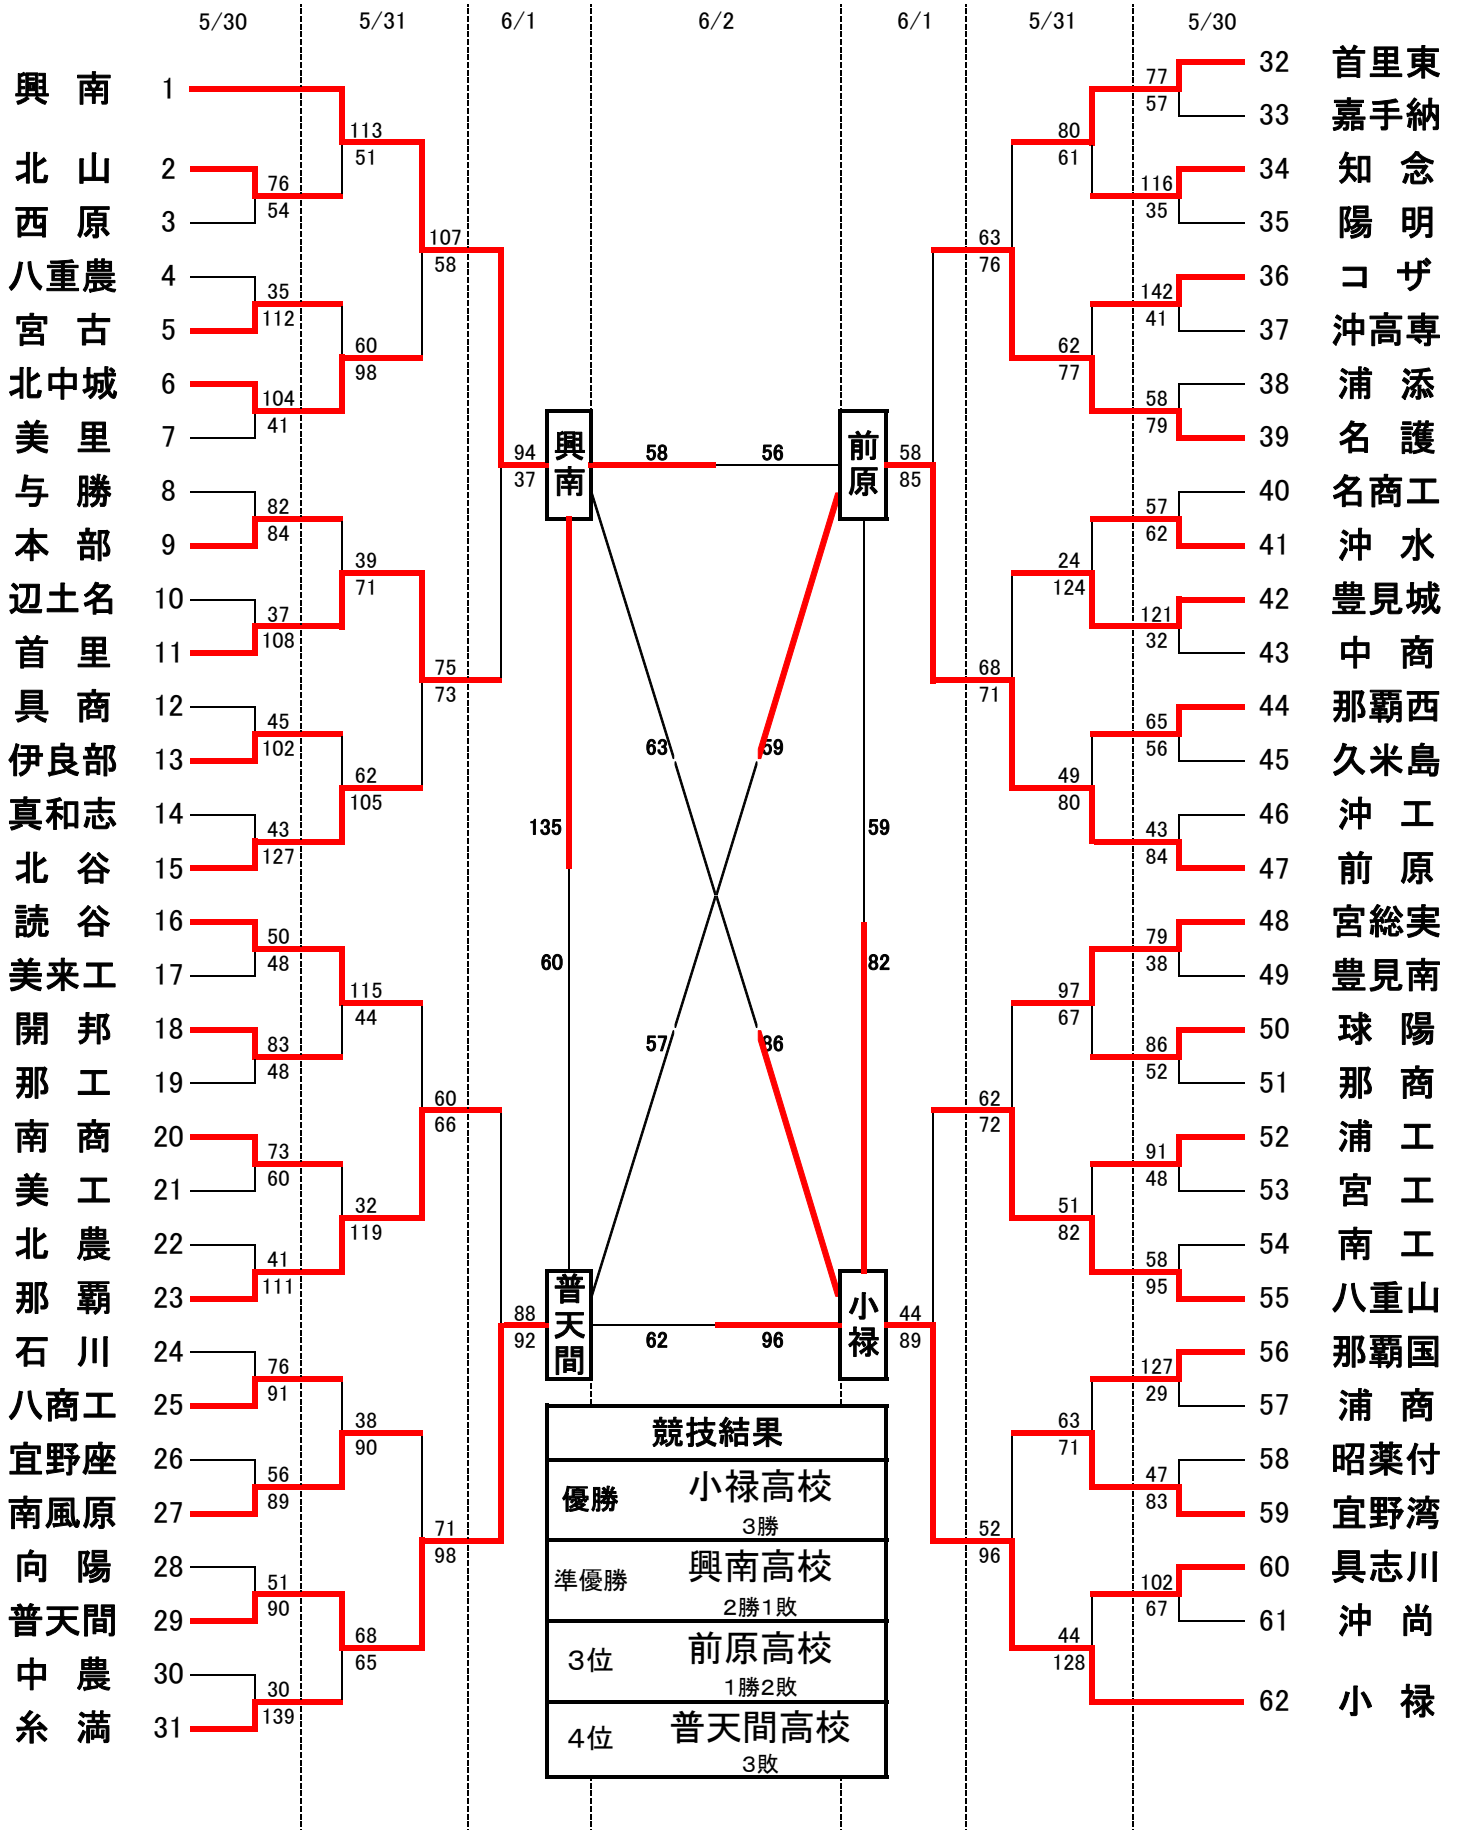 5/30 5/31 6/1 6/2 6/1 5/31 5/30
興南 1
北山 2
西原 3
八重農 4
宮古 5
北中城 6
美里 7
与勝 8
本部 9
辺土名 10
首里 11
具商 12
伊良部 13
真和志 14
北谷 15
読谷 16
美来工 17
開邦 18
那工 19
南商 20
美工 21
北農 22
那覇 23
石川 24
八商工 25
宜野座 26
南風原 27
向陽 28
普天間 29
中農 30
糸満 31
76
54
35
112
104
41
82
84
37
108
45
102
43
127
50
48
83
48
73
60
41
111
76
91
56
89
51
90
30
139
113
51
60
98
39
71
62
105
115
44
32
119
38
90
68
65
107
58
75
73
60
66
71
98
94
37
88
92
興南
前原
普天間
小禄
58 56
63 59
135 59
60 82
57 86
62 96
58
85
44
89
63
76
68
71
62
72
52
96
80
61
62
77
24
124
49
80
97
67
51
82
63
71
44
128
77
57
116
35
142
41
58
79
57
62
121
32
65
56
43
84
79
38
86
52
91
48
58
95
127
29
47
83
102
67
32 首里東
33 嘉手納
34 知念
35 陽明
36 コザ
37 沖高専
38 浦添
39 名護
40 名商工
41 沖水
42 豊見城
43 中商
44 那覇西
45 久米島
46 沖工
47 前原
48 宮総実
49 豊見南
50 球陽
51 那商
52 浦工
53 宮工
54 南工
55 八重山
56 那覇国
57 浦商
58 昭薬付
59 宜野湾
60 具志川
61 沖尚
62 小禄
競技結果
優勝 小禄高校
3勝
準優勝 興南高校
2勝1敗
3位 前原高校
1勝2敗
4位 普天間高校
3敗